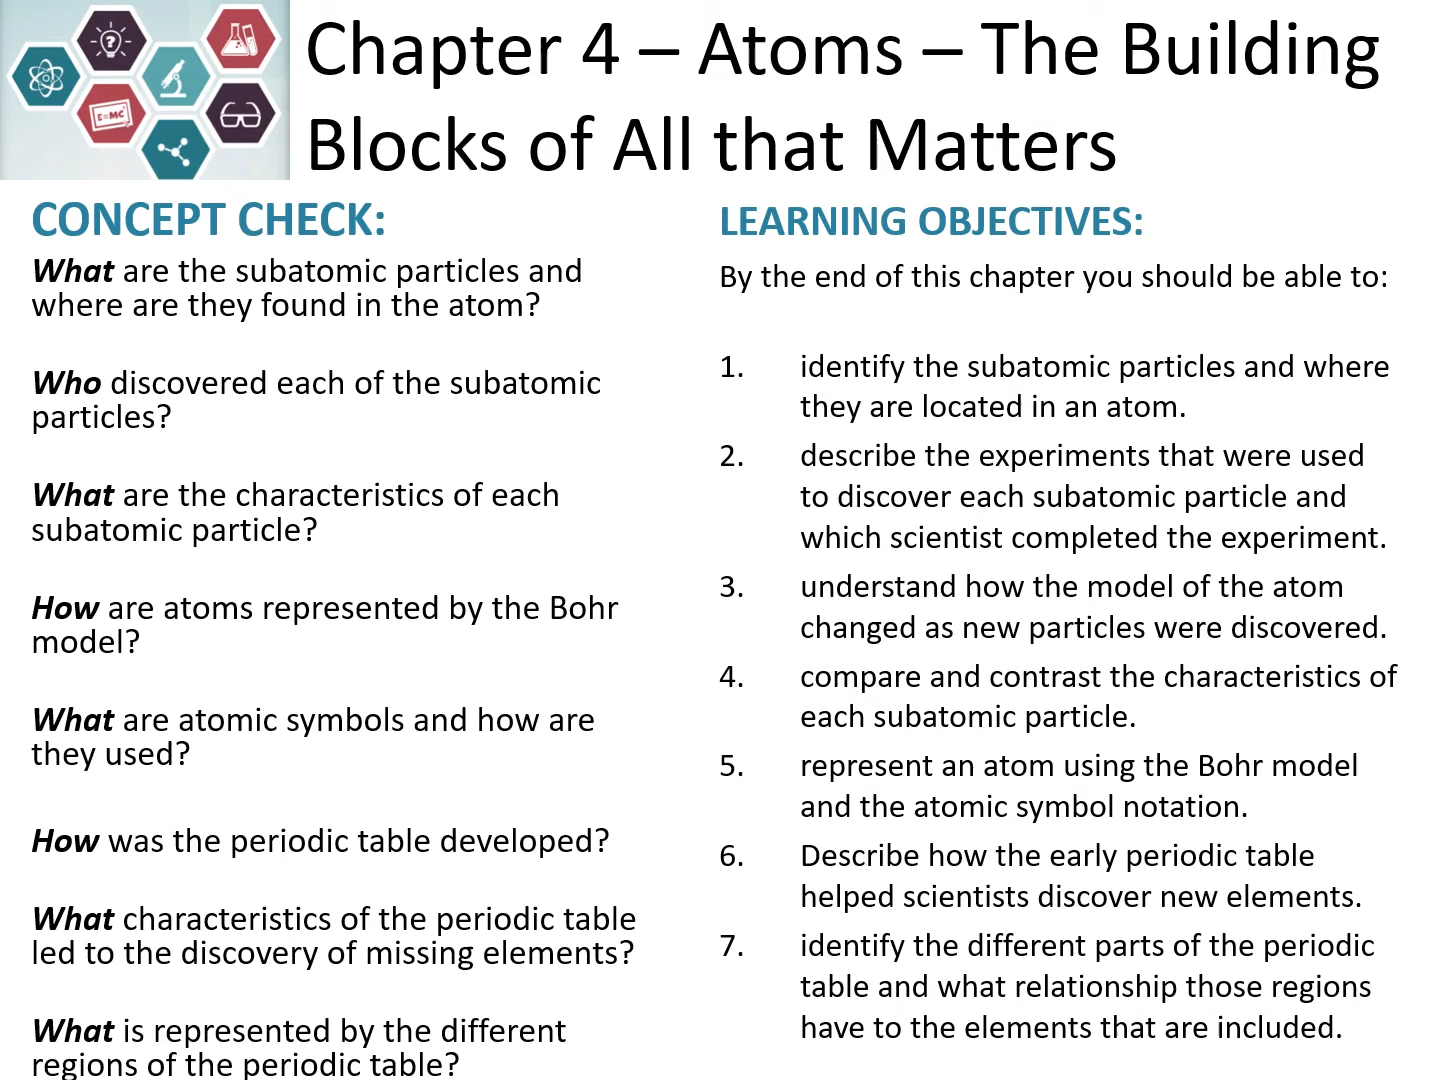 Chapter 4 – Atoms – The Building
Blocks of All that Matters
E=MC²
CONCEPT CHECK:
What are the subatomic particles and
where are they found in the atom?
Who discovered each of the subatomic
particles?
What are the characteristics of each
subatomic particle?
How are atoms represented by the Bohr
model?
What are atomic symbols and how are
they used?
How was the periodic table developed?
What characteristics of the periodic table
led to the discovery of missing elements?
What is represented by the different
regions of the periodic table?
LEARNING OBJECTIVES:
By the end of this chapter you should be able to:
1. identify the subatomic particles and where
they are located in an atom.
2. describe the experiments that were used
to discover each subatomic particle and
which scientist completed the experiment.
3. understand how the model of the atom
changed as new particles were discovered.
4. compare and contrast the characteristics of
each subatomic particle.
5. represent an atom using the Bohr model
and the atomic symbol notation.
6. Describe how the early periodic table
helped scientists discover new elements.
7. identify the different parts of the periodic
table and what relationship those regions
have to the elements that are included.